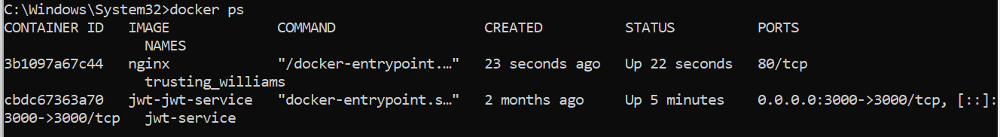 C:\Windows\System32>docker ps
CONTAINER ID   IMAGE             COMMAND                  CREATED          STATUS          PORTS
                 NAMES
3b1097a67c44   nginx             "/docker-entrypoint.…"   23 seconds ago   Up 22 seconds   80/tcp
                 trusting_williams
cbdc67363a70   jwt-jwt-service   "docker-entrypoint.s…"   2 months ago     Up 5 minutes    0.0.0.0:3000->3000/tcp, [::]:
3000->3000/tcp   jwt-service